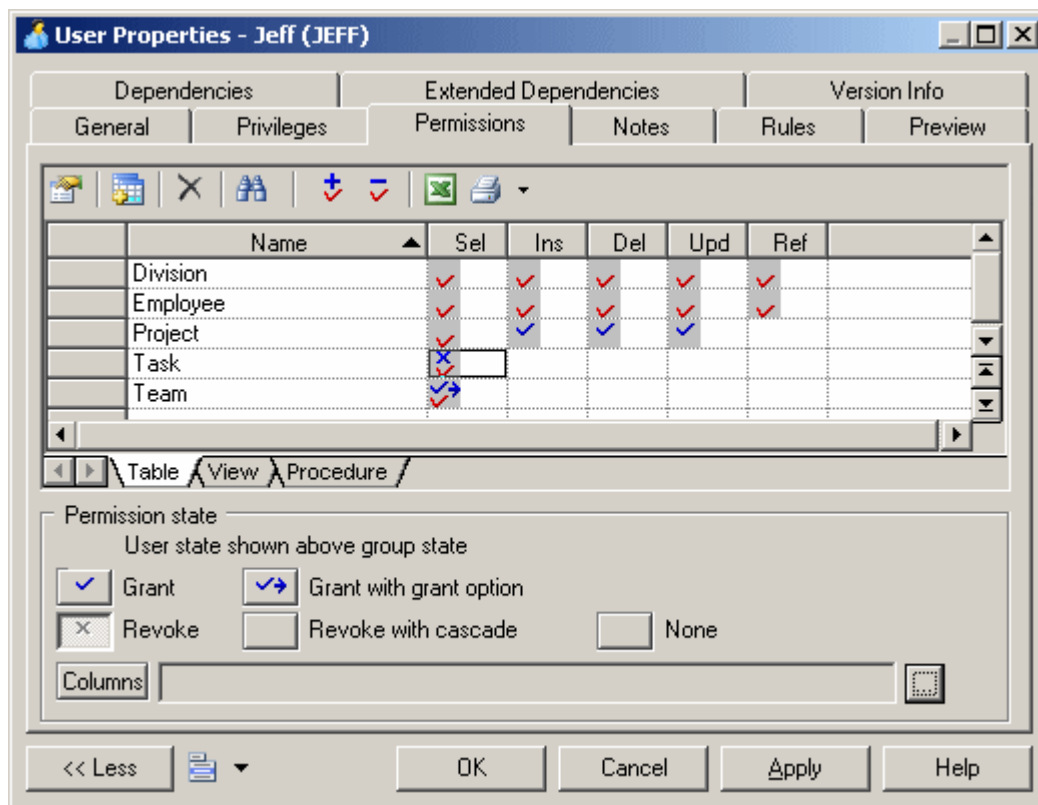 User Properties - Jeff (JEFF)
Dependencies Extended Dependencies Version Info
General Privileges Permissions Notes Rules Preview
Name Sel Ins Del Upd Ref
Division
Employee
Project
Task
Team
Table View Procedure
Permission state
User state shown above group state
Grant Grant with grant option
Revoke Revoke with cascade None
Columns
<< Less OK Cancel Apply Help